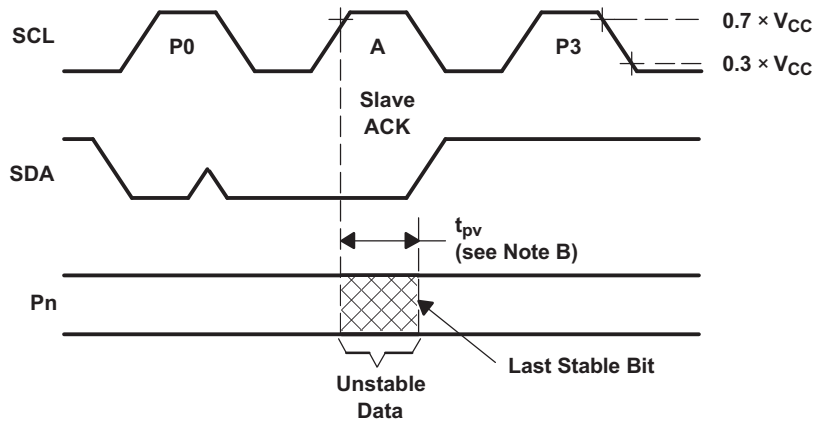 SCL
P0
A
P3
0.7 × VCC
0.3 × VCC
Slave
ACK
SDA
tpv
(see Note B)
Pn
Last Stable Bit
Unstable
Data